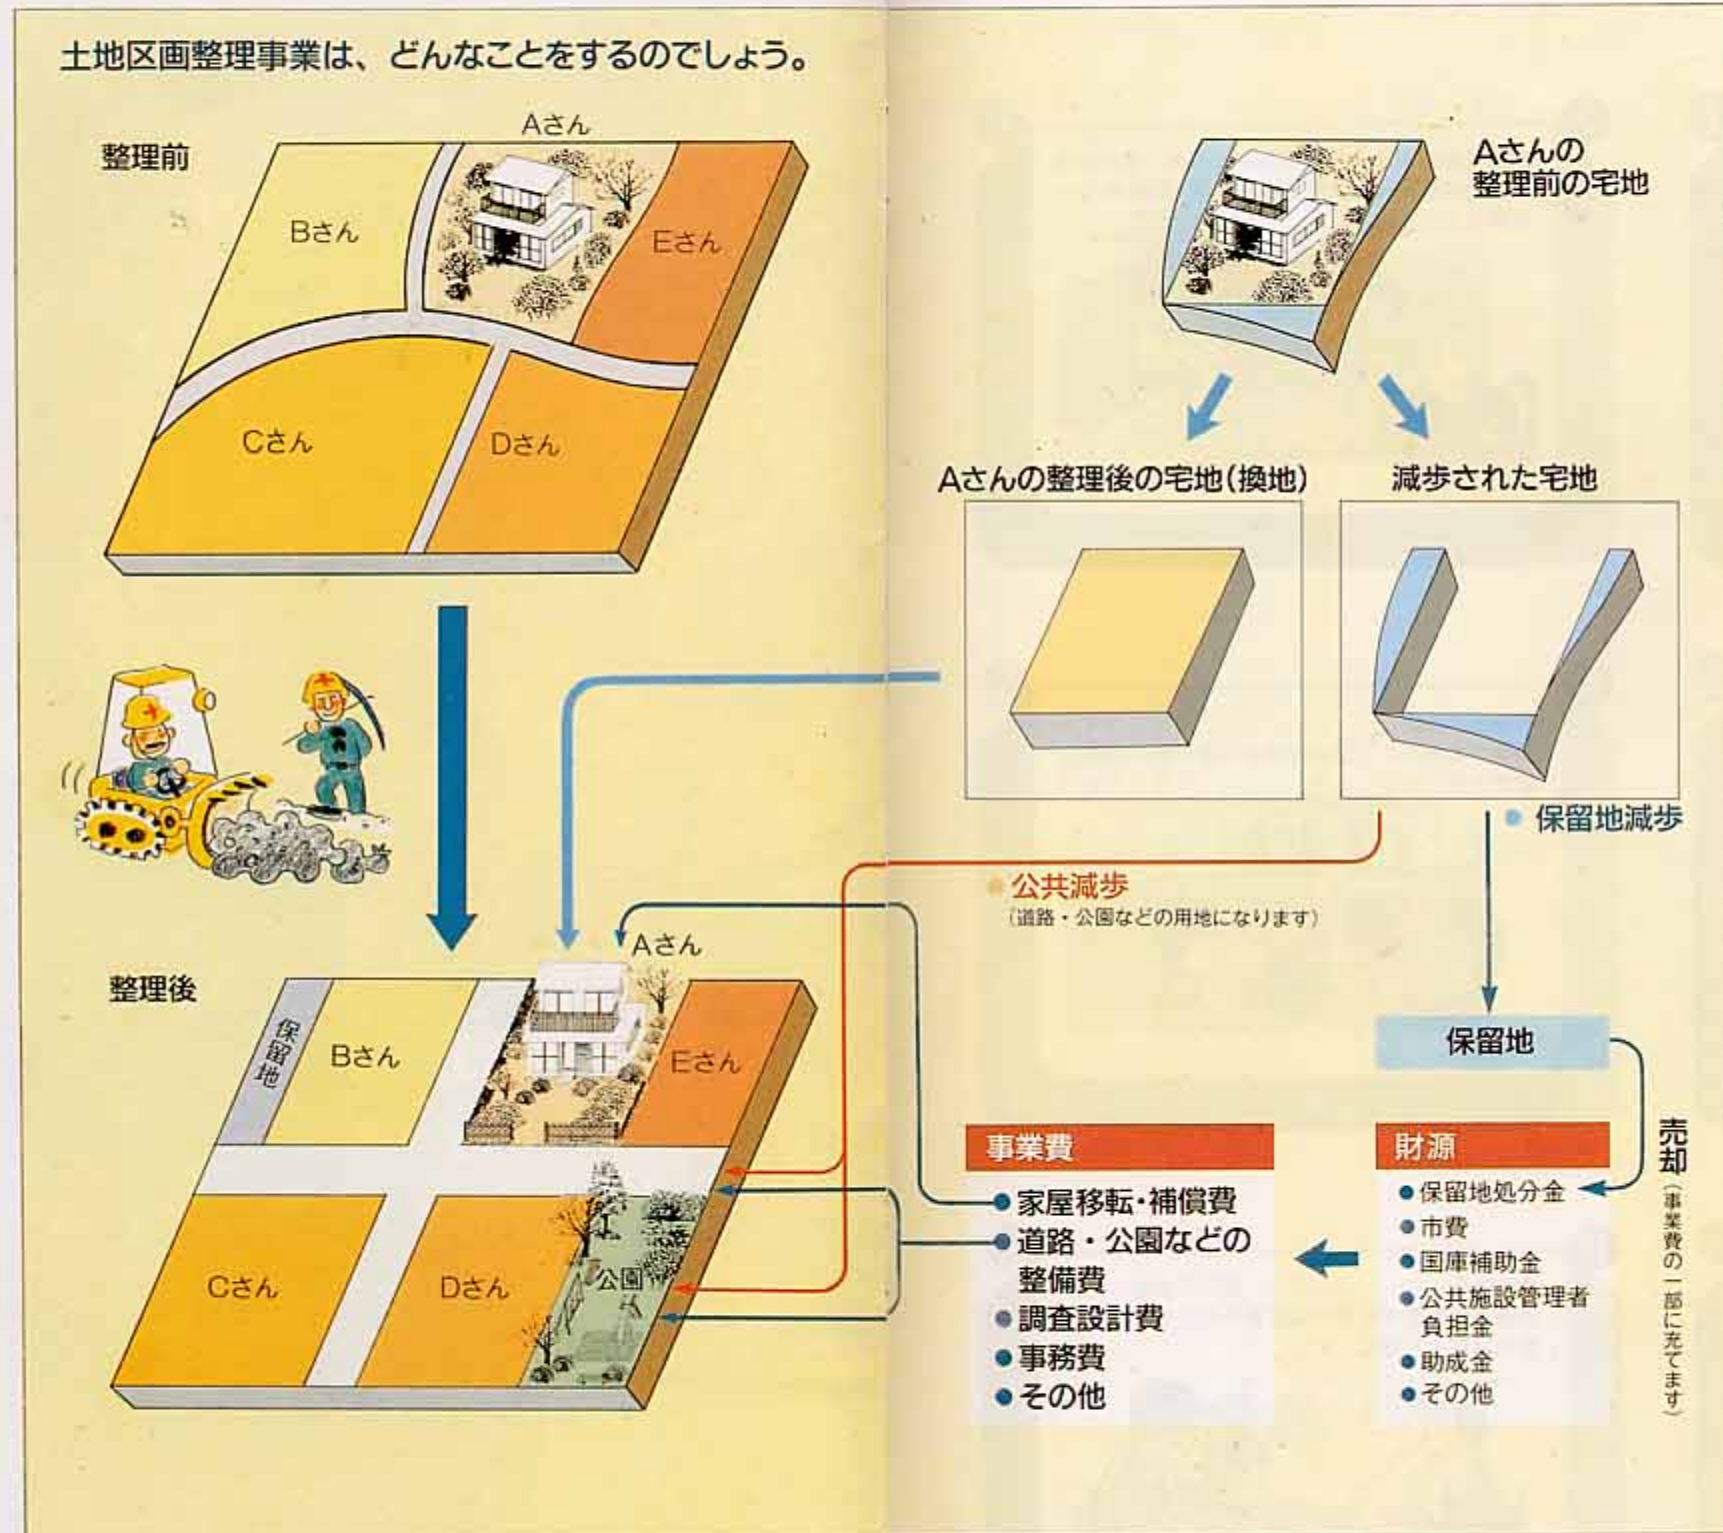 土地区画整理事業は、どんなことをするのでしょう。
整理前
Aさん
Bさん
Eさん
Cさん
Dさん
Aさんの
整理前の宅地
Aさんの整理後の宅地(換地)
減歩された宅地
保留地減歩
公共減歩
(道路・公園などの用地になります)
整理後
Aさん
保留地
Bさん
Eさん
Cさん
Dさん
公園
保留地
売却(事業費の一部に充てます)
事業費
●家屋移転・補償費
●道路・公園などの
整備費
●調査設計費
●事務費
●その他
財源
●保留地処分金
●市費
●国庫補助金
●公共施設管理者
負担金
●助成金
●その他